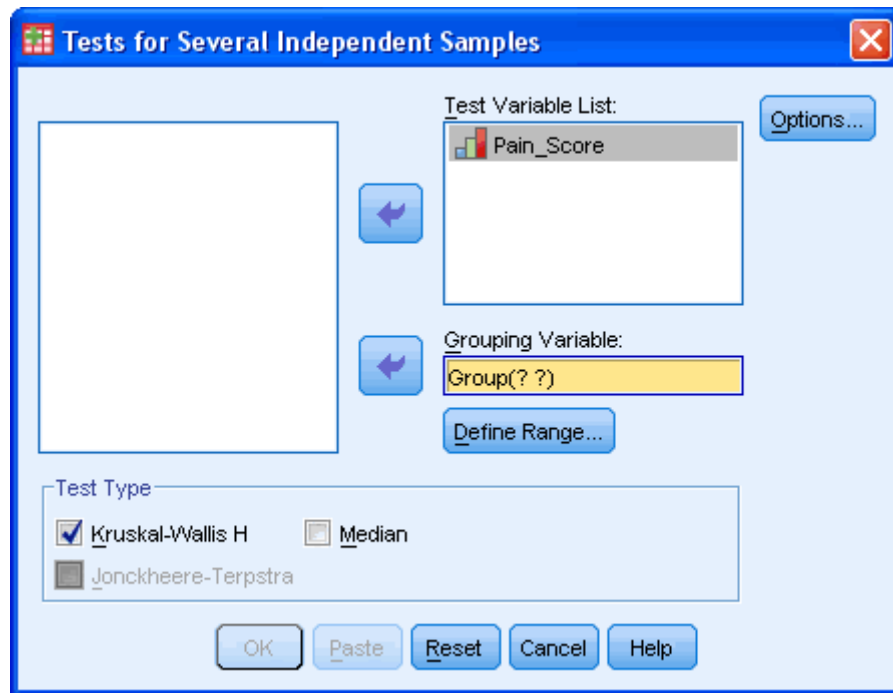 Tests for Several Independent Samples
Test Variable List:
Options...
Pain_Score
Grouping Variable:
Group(? ?)
Define Range...
Test Type
Kruskal-Wallis H
Median
Jonckheere-Terpstra
OK
Paste
Reset
Cancel
Help